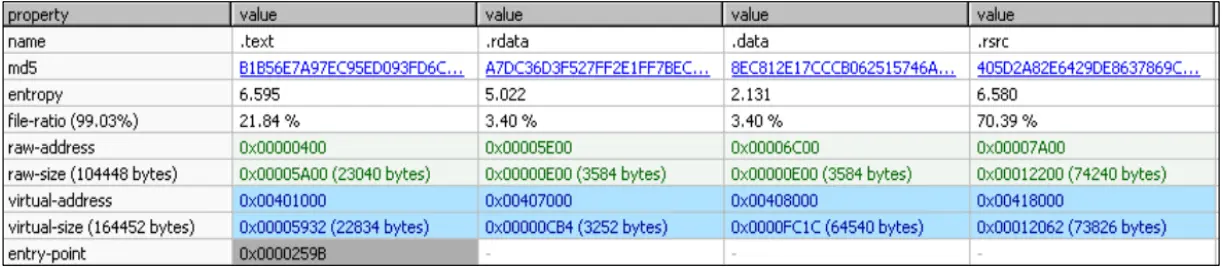 property value value value value
name .text .rdata .data .rsrc
md5 B1B56E7A97EC95ED093FD6C... A7DC36D3F527FF2E1FF7BEC... 8EC812E17CCCB062515746A... 405D2A82E6429DE8637869C...
entropy 6.595 5.022 2.131 6.580
file-ratio (99.03%) 21.84 % 3.40 % 3.40 % 70.39 %
raw-address 0x00000400 0x00005E00 0x00006C00 0x00007A00
raw-size (104448 bytes) 0x00005A00 (23040 bytes) 0x00000E00 (3584 bytes) 0x00000E00 (3584 bytes) 0x00012200 (74240 bytes)
virtual-address 0x00401000 0x00407000 0x00408000 0x00418000
virtual-size (164452 bytes) 0x00005932 (22834 bytes) 0x00000CB4 (3252 bytes) 0x0000FC1C (64540 bytes) 0x00012062 (73826 bytes)
entry-point 0x0000259B - - -